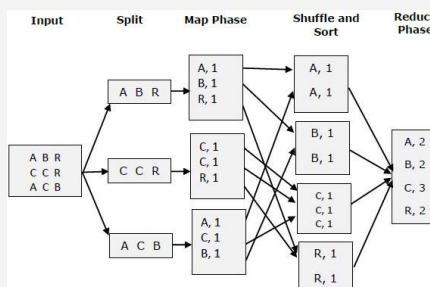 Input
Split
Map Phase
Shuffle and
Sort
Reduc
Phase
A B R
C C R
A C B
A B R
C C R
A C B
A, 1
B, 1
R, 1
C, 1
C, 1
R, 1
A, 1
C, 1
B, 1
A, 1
A, 1
B, 1
B, 1
C, 1
C, 1
C, 1
R, 1
R, 1
A, 2
B, 2
C, 3
R, 2